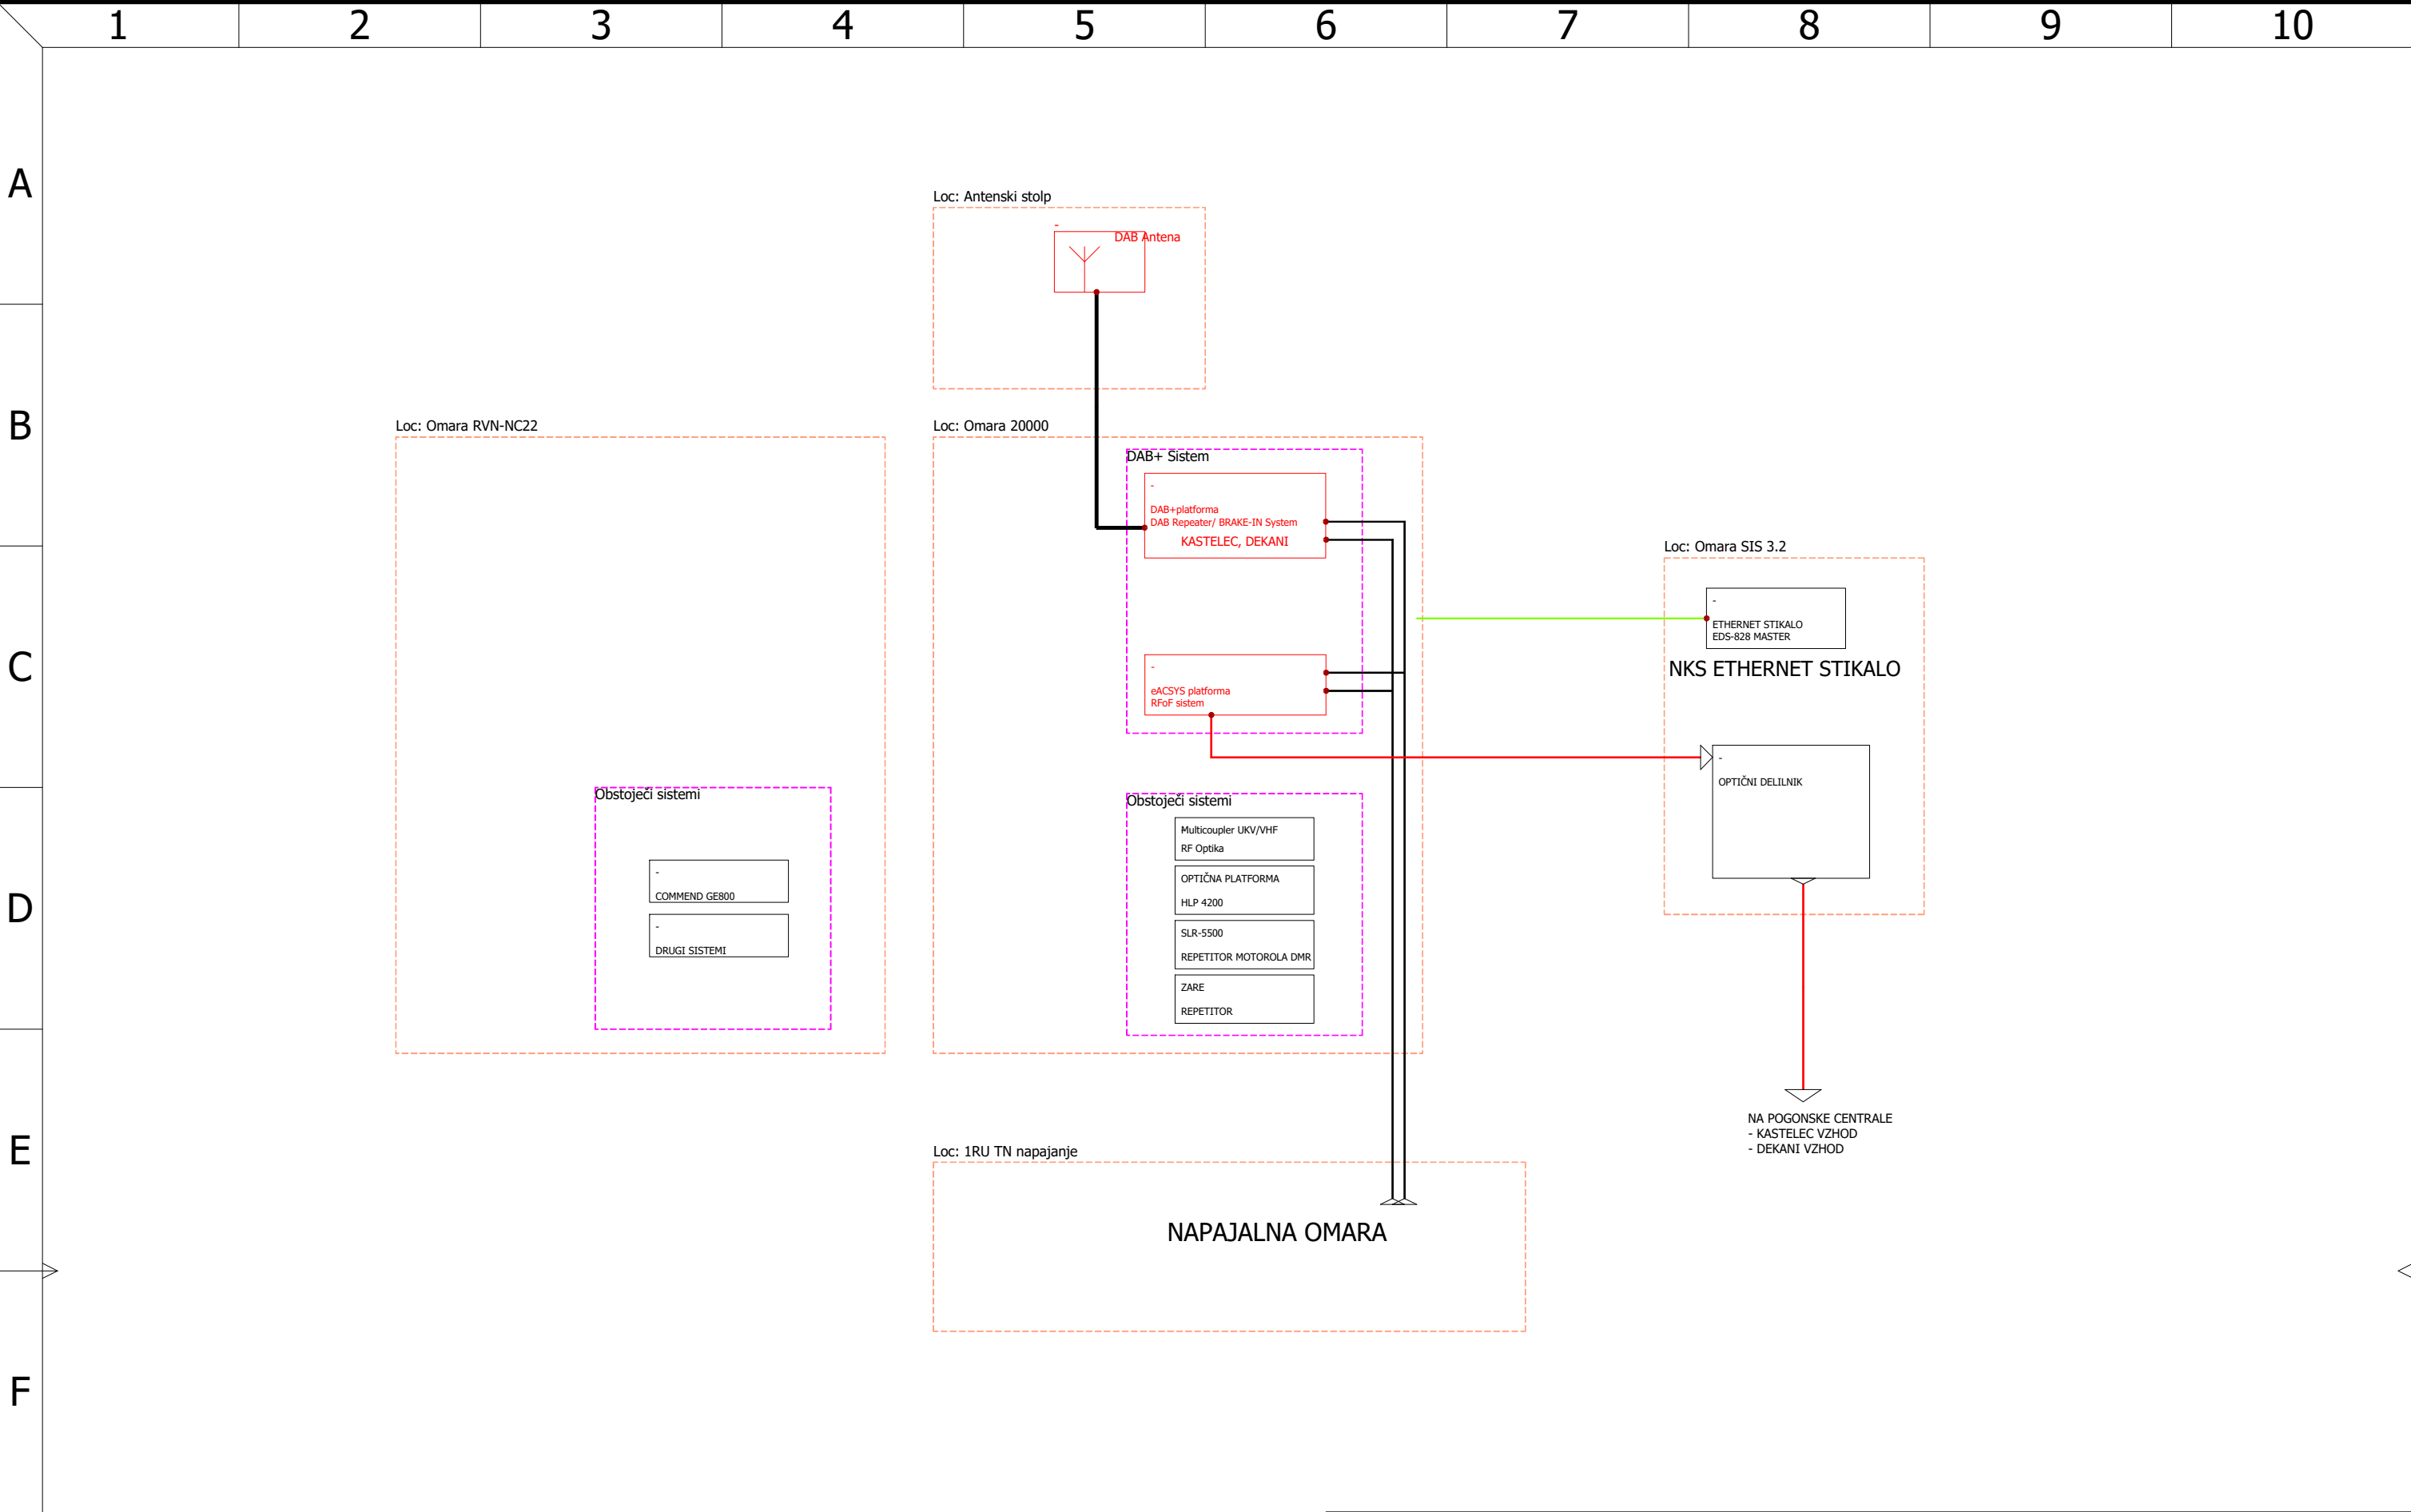 1 2 3 4 5 6 7 8 9 10
A
Loc: Antenski stolp
-
DAB Antena
B
Loc: Omara RVN-NC22
Loc: Omara 20000
DAB+ Sistem
-
DAB+platforma
DAB Repeater/ BRAKE-IN System
KASTELEC, DEKANI
Loc: Omara SIS 3.2
-
ETHERNET STIKALO
EDS-828 MASTER
C
NKS ETHERNET STIKALO
-
eACSYS platforma
RFoF sistem
-
OPTIČNI DELILNIK
Obstoječi sistemi
-
COMMEND GE800
-
DRUGI SISTEMI
Obstoječi sistemi
Multicoupler UKV/VHF
RF Optika
OPTIČNA PLATFORMA
HLP 4200
SLR-5500
REPETITOR MOTOROLA DMR
ZARE
REPETITOR
D
NA POGONSKE CENTRALE
- KASTELEC VZHOD
- DEKANI VZHOD
E
Loc: 1RU TN napajanje
NAPAJALNA OMARA
F